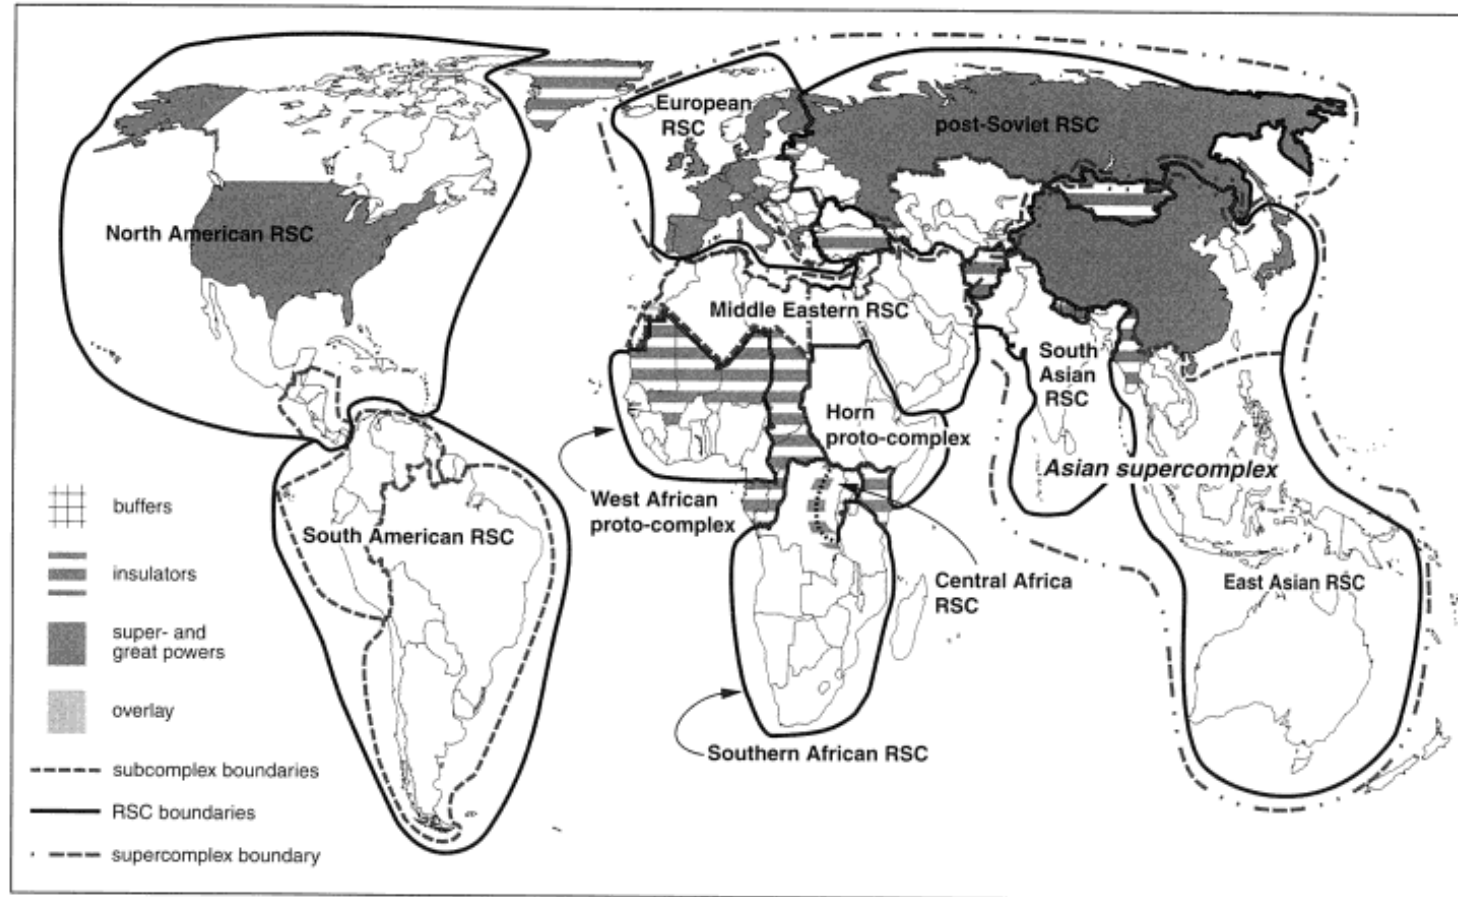 European
RSC
post-Soviet RSC
North American RSC
Middle Eastern RSC
South
Asian
RSC
Horn
proto-complex
Asian supercomplex
West African
proto-complex
South American RSC
Central Africa
RSC
East Asian RSC
Southern African RSC
buffers
insulators
super- and
great powers
overlay
subcomplex boundaries
RSC boundaries
supercomplex boundary